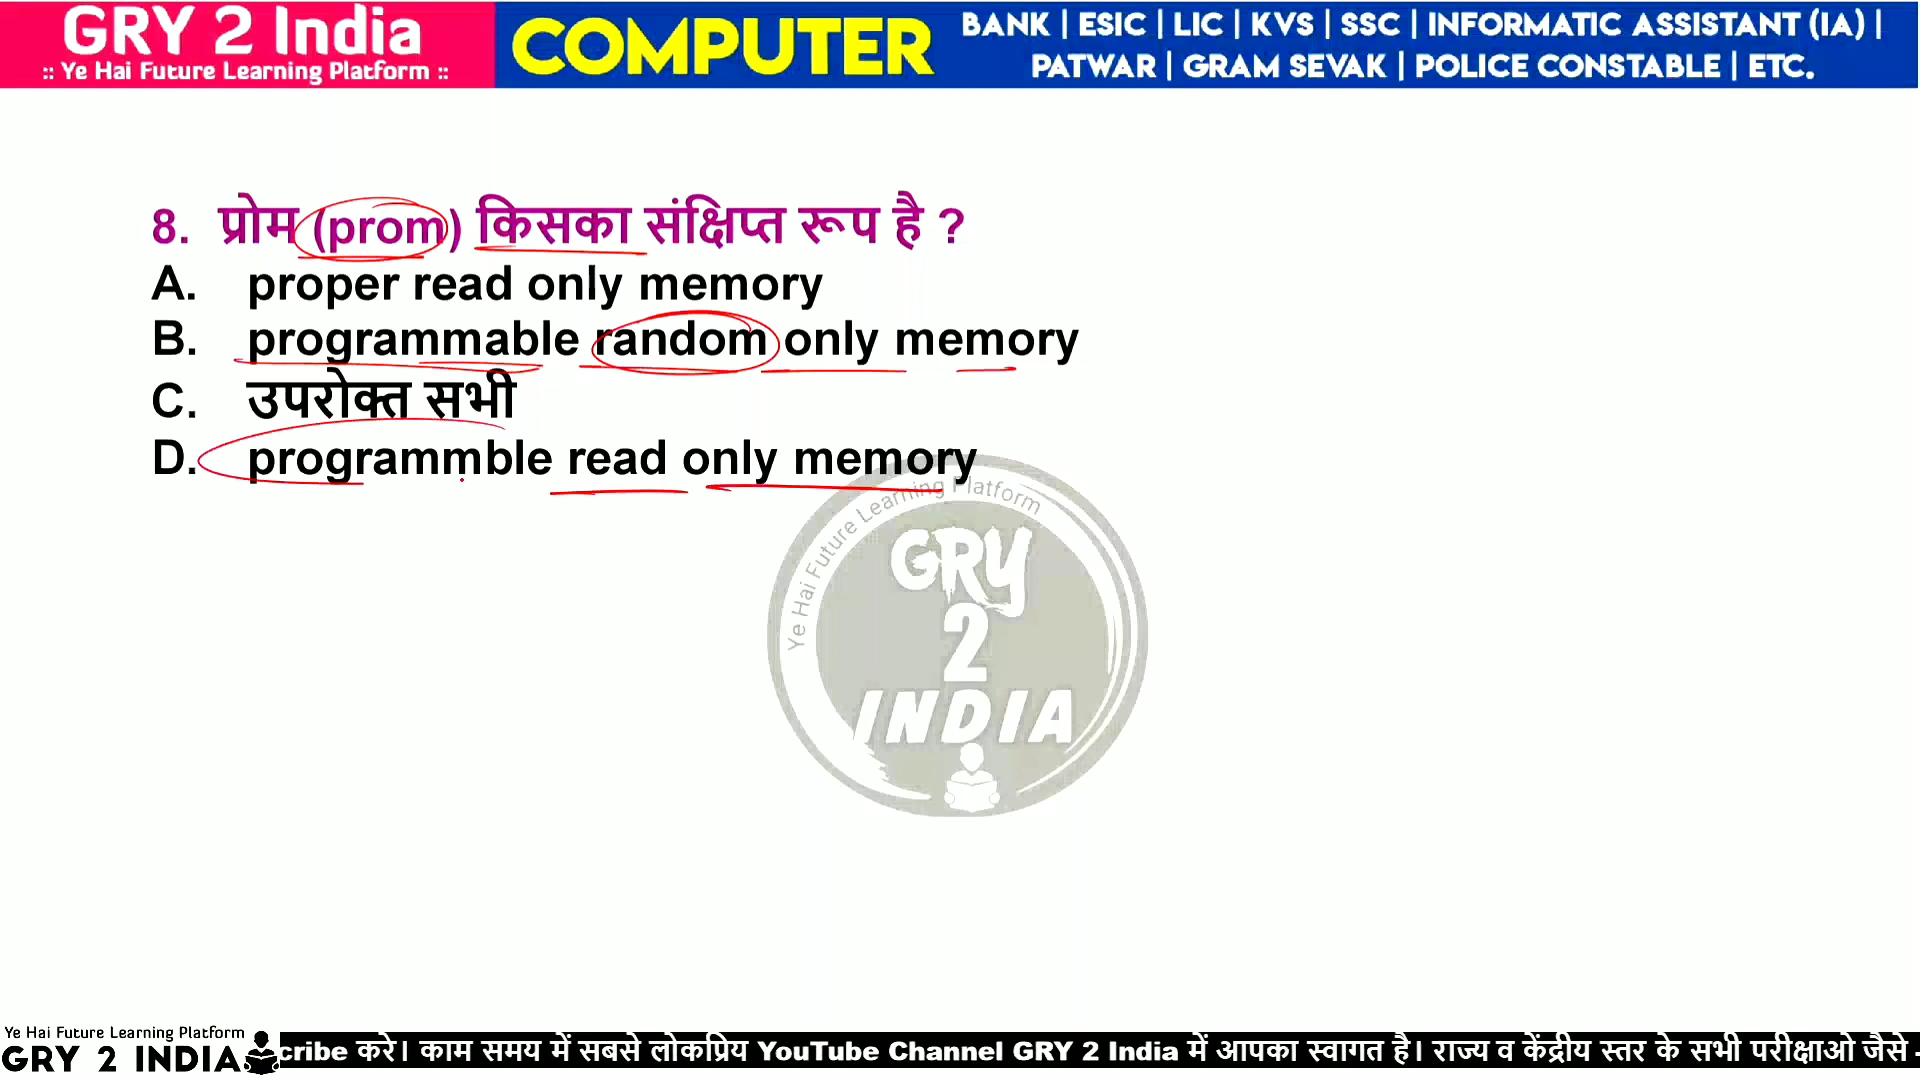 GRY 2 India
:: Ye Hai Future Learning Platform ::
COMPUTER
BANK | ESIC | LIC | KVS | SSC | INFORMATIC ASSISTANT (IA) |
PATWAR | GRAM SEVAK | POLICE CONSTABLE | ETC.
8. प्रोम (prom) किसका संक्षिप्त रूप है ?
A. proper read only memory
B. programmable random only memory
C. उपरोक्त सभी
D. programmble read only memory
Ye Hai Future Learning Platform
GRY
2
INDIA
Ye Hai Future Learning Platform
GRY 2 INDIA
cribe करे। काम समय में सबसे लोकप्रिय YouTube Channel GRY 2 India में आपका स्वागत है। राज्य व केंद्रीय स्तर के सभी परीक्षाओ जैसे -